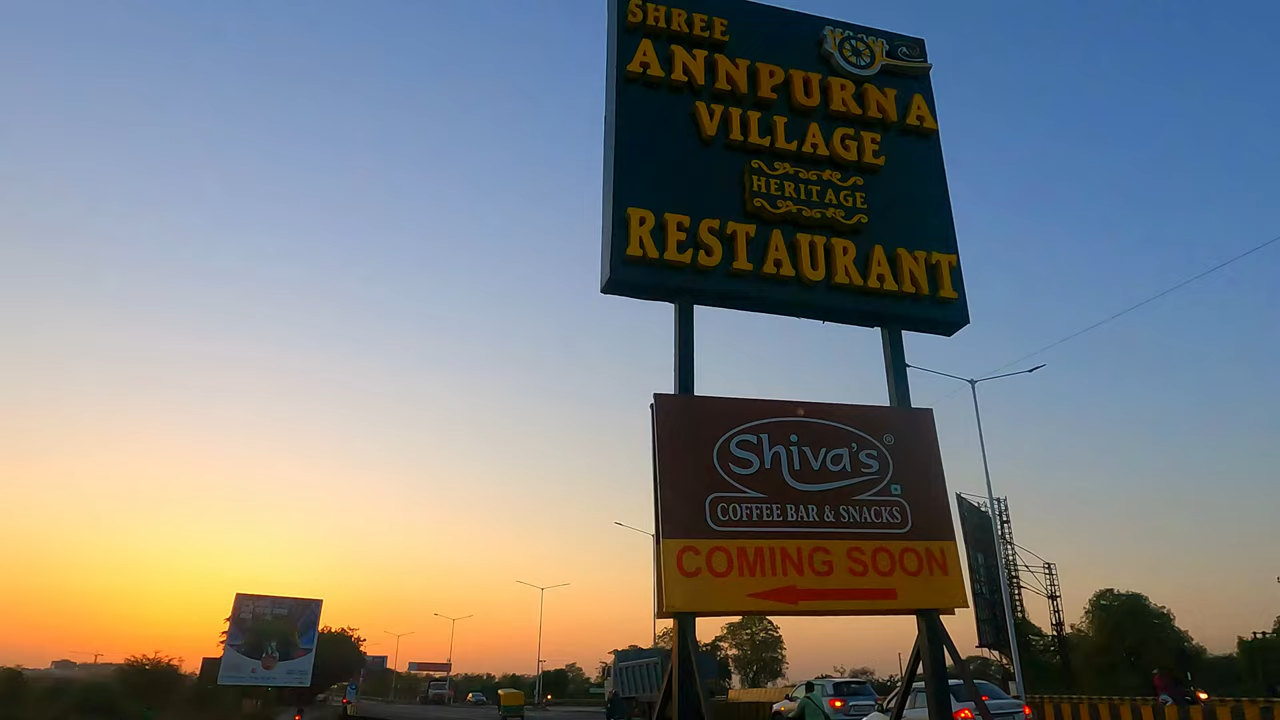 SHREE
ANNPURNA
VILLAGE
HERITAGE
RESTAURANT
Shiva's®
COFFEE BAR & SNACKS
COMING SOON